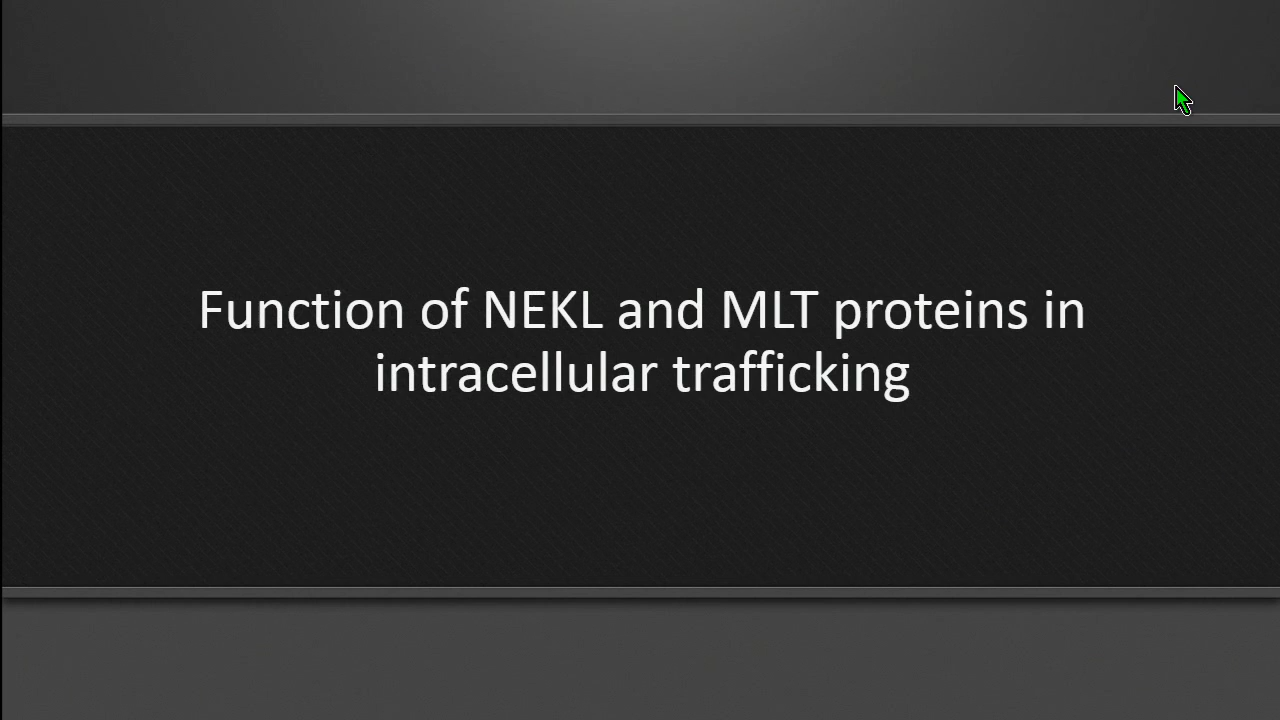 Function of NEKL and MLT proteins in
intracellular trafficking